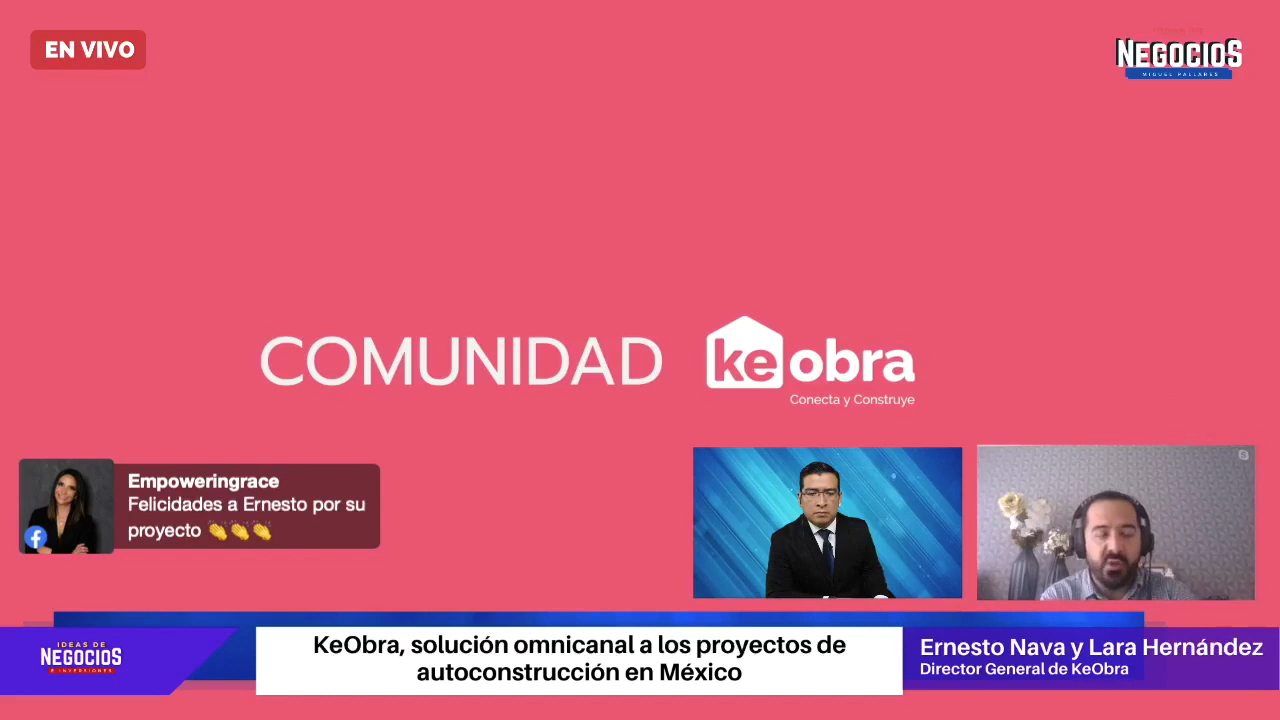 EN VIVO
NEGOCIOS
MIGUEL PALLARES
COMUNIDAD
keobra
Conecta y Construye
Empoweringrace
Felicidades a Ernesto por su
proyecto 👏👏👏
IDEAS DE
NEGOCIOS
E INVERSIONES
KeObra, solución omnicanal a los proyectos de
autoconstrucción en México
Ernesto Nava y Lara Hernández
Director General de KeObra